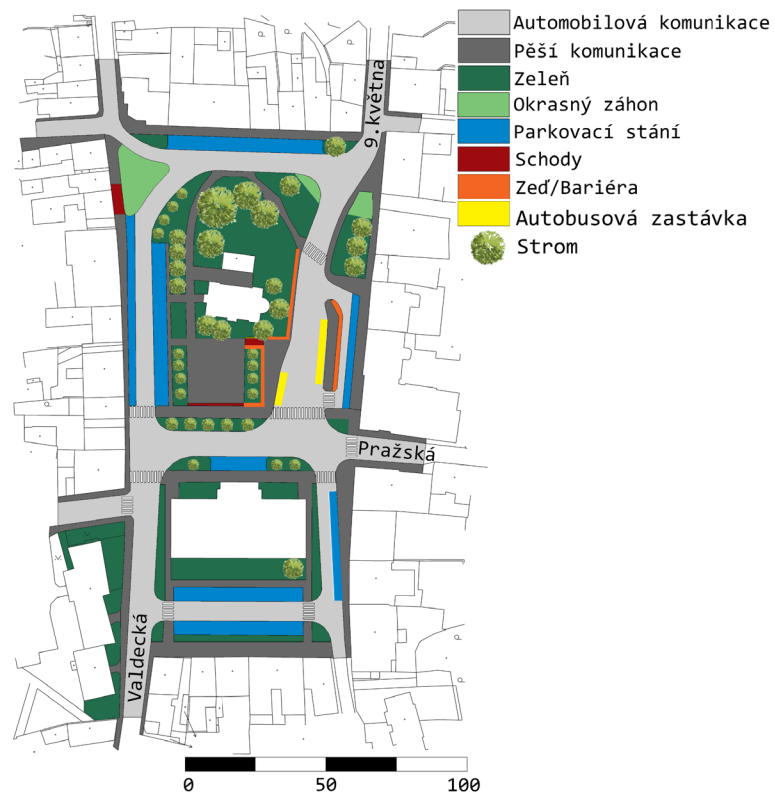 Automobilová komunikace
Pěší komunikace
Zeleň
Okrasný záhon
Parkovací stání
Schody
Zeď/Bariéra
Autobusová zastávka
Strom
9.května
Pražská
Valdecká
0
50
100